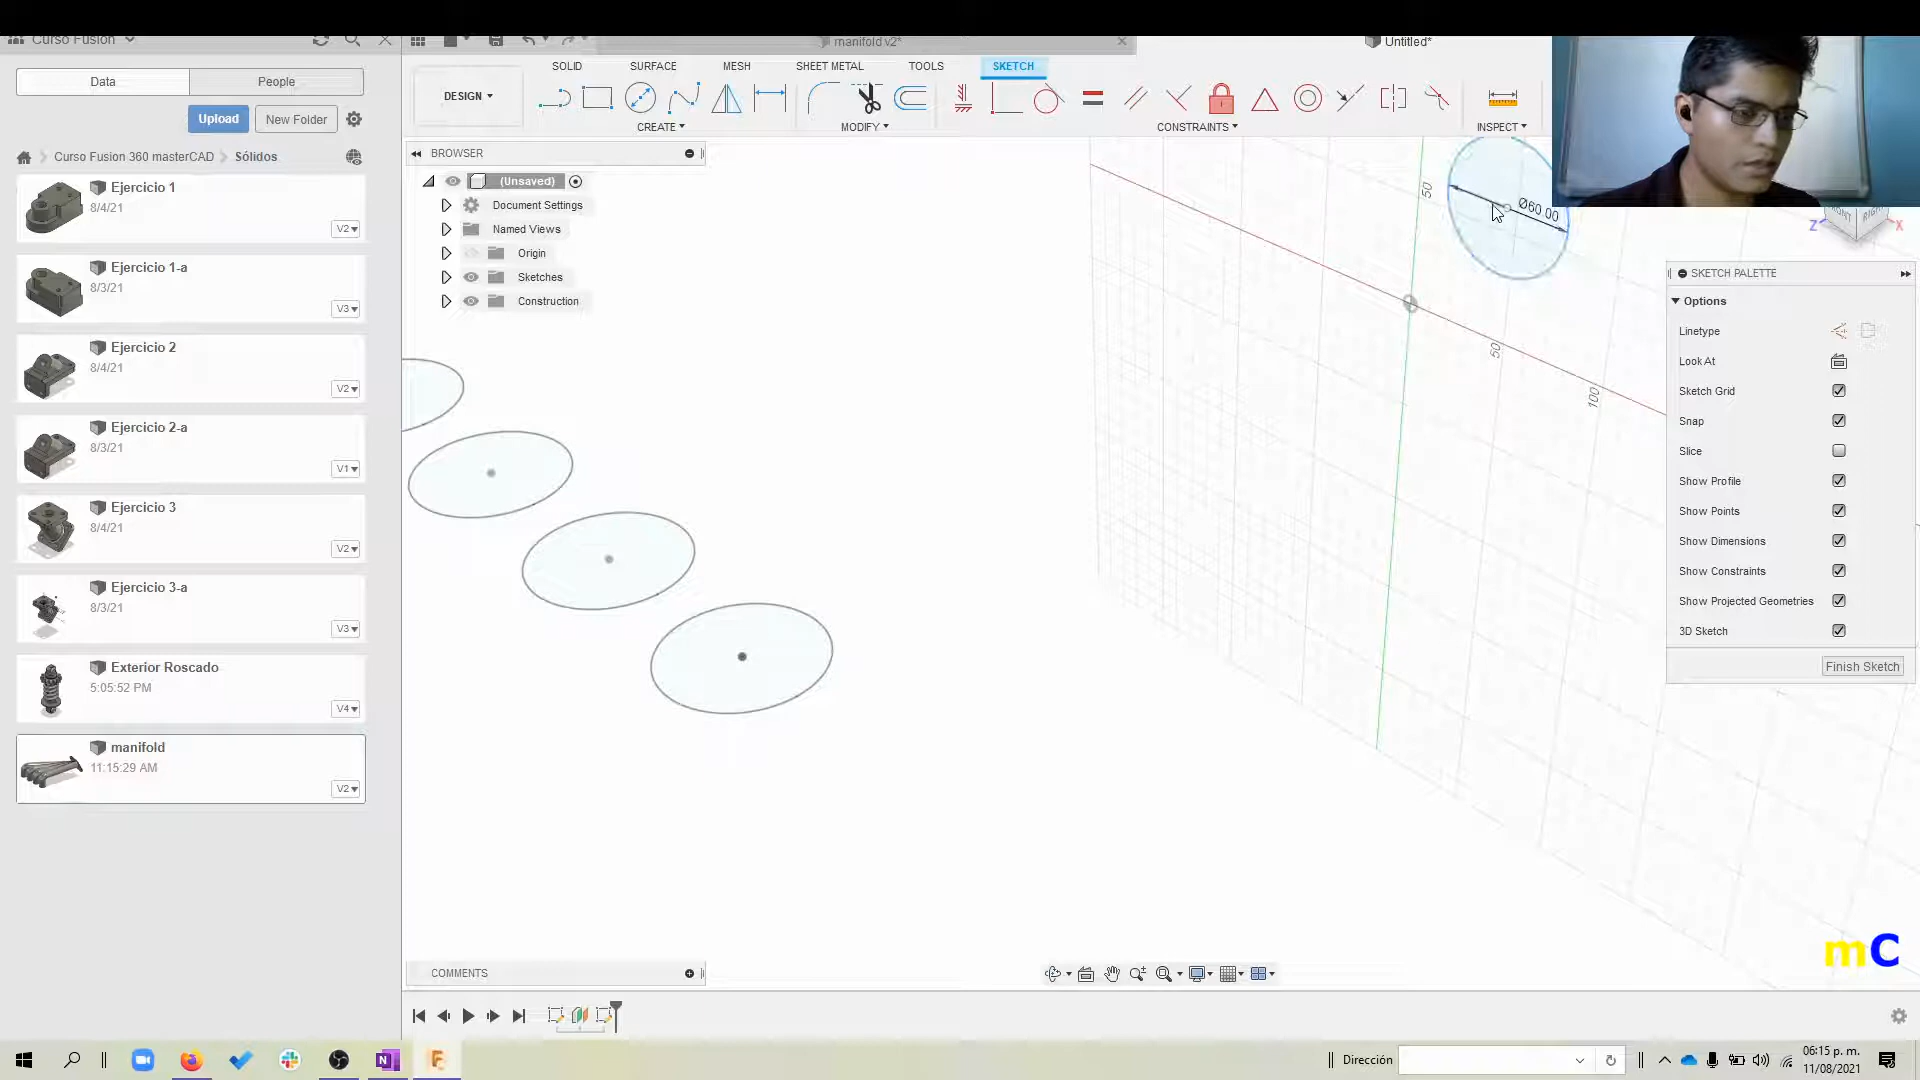 Curso Fusion
manifold v2*
Untitled*
Data
People
SOLID
SURFACE
MESH
SHEET METAL
TOOLS
SKETCH
DESIGN
CREATE
MODIFY
CONSTRAINTS
INSPECT
Upload
New Folder
Curso Fusion 360 masterCAD
Sólidos
Ejercicio 1
8/4/21
V2
Ejercicio 1-a
8/3/21
V3
Ejercicio 2
8/4/21
V2
Ejercicio 2-a
8/3/21
V1
Ejercicio 3
8/4/21
V2
Ejercicio 3-a
8/3/21
V3
Exterior Roscado
5:05:52 PM
V4
manifold
11:15:29 AM
V2
BROWSER
(Unsaved)
Document Settings
Named Views
Origin
Sketches
Construction
50
Ø60.00
50
100
FRONT
RIGHT
Z
X
SKETCH PALETTE
Options
Linetype
Look At
Sketch Grid
Snap
Slice
Show Profile
Show Points
Show Dimensions
Show Constraints
Show Projected Geometries
3D Sketch
Finish Sketch
mC
COMMENTS
Dirección
06:15 p. m.
11/08/2021